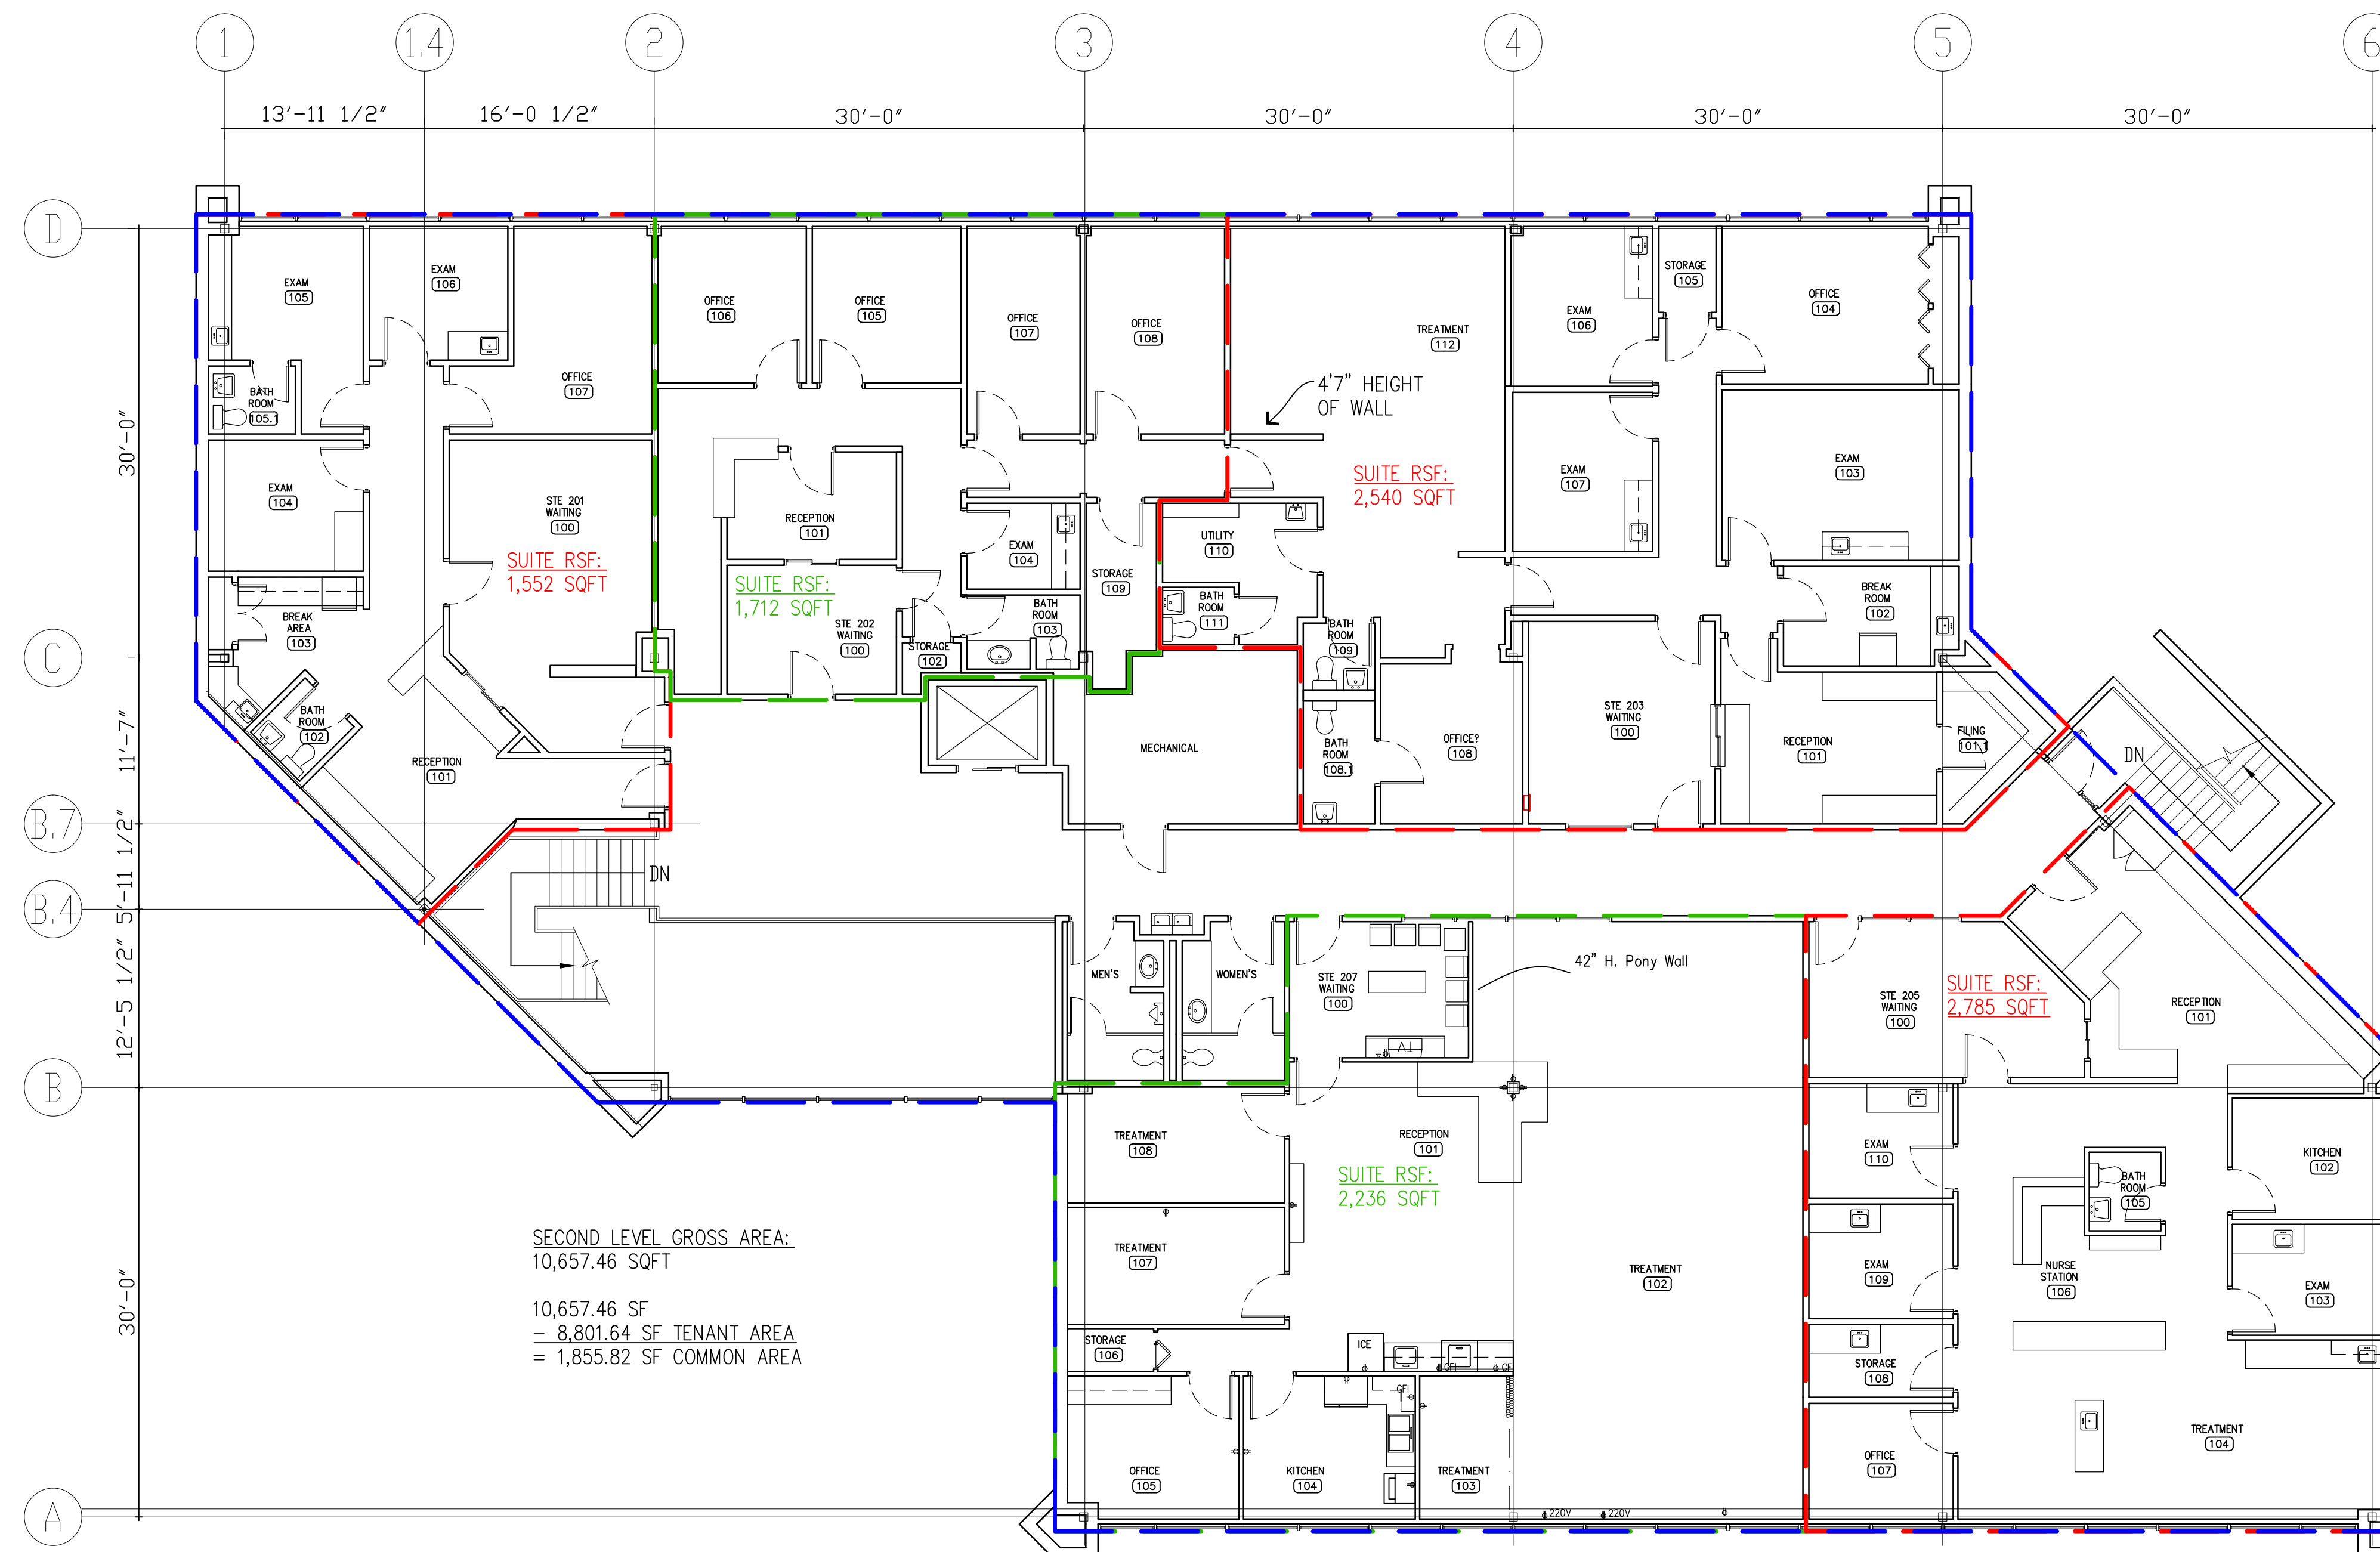 1
1.4
2
3
4
5
6
13'-11 1/2"
16'-0 1/2"
30'-0"
30'-0"
30'-0"
30'-0"
D
C
B.7
B.4
B
A
30'-0"
11'-7"
5'-11 1/2"
12'-5 1/2"
30'-0"
EXAM
105
EXAM
106
OFFICE
107
BATH
ROOM
105.1
EXAM
104
STE 201
WAITING
100
SUITE RSF:
1,552 SQFT
BREAK
AREA
103
BATH
ROOM
102
RECEPTION
101
OFFICE
106
OFFICE
105
OFFICE
107
OFFICE
108
RECEPTION
101
EXAM
104
STORAGE
109
SUITE RSF:
1,712 SQFT
STE 202
WAITING
100
STORAGE
102
BATH
ROOM
103
TREATMENT
112
4'7" HEIGHT
OF WALL
SUITE RSF:
2,540 SQFT
UTILITY
110
BATH
ROOM
111
BATH
ROOM
109
BATH
ROOM
108.1
OFFICE?
108
MECHANICAL
EXAM
106
STORAGE
105
OFFICE
104
EXAM
107
EXAM
103
BREAK
ROOM
102
STE 203
WAITING
100
RECEPTION
101
FILING
101.1
DN
DN
MEN'S
WOMEN'S
STE 207
WAITING
100
TV
42" H. Pony Wall
STE 205
WAITING
100
SUITE RSF:
2,785 SQFT
RECEPTION
101
TREATMENT
108
RECEPTION
101
SUITE RSF:
2,236 SQFT
TREATMENT
107
TREATMENT
102
STORAGE
106
ICE
GFI
GF
GFI
OFFICE
105
KITCHEN
104
TREATMENT
103
220V
220V
EXAM
110
BATH
ROOM
105
KITCHEN
102
EXAM
109
NURSE
STATION
106
EXAM
103
STORAGE
108
OFFICE
107
TREATMENT
104
SECOND LEVEL GROSS AREA:
10,657.46 SQFT
10,657.46 SF
- 8,801.64 SF TENANT AREA
= 1,855.82 SF COMMON AREA